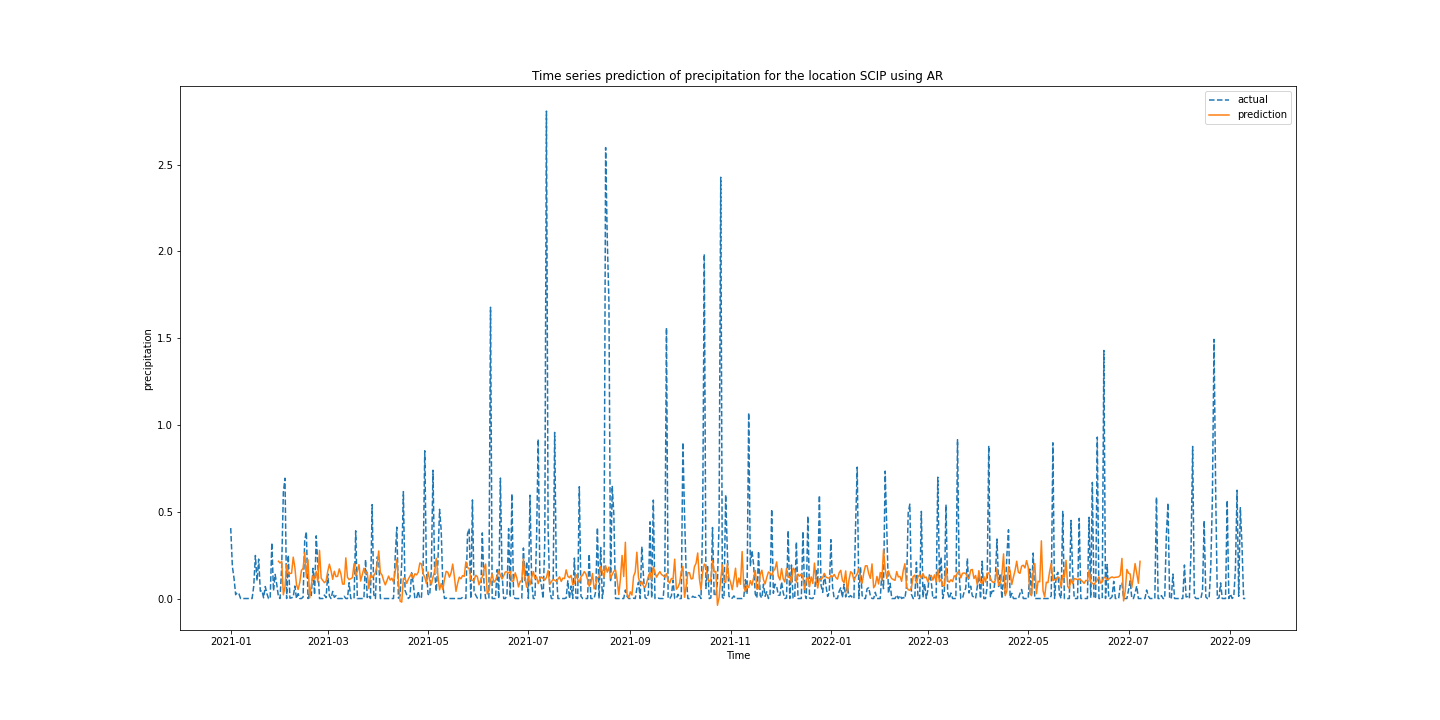 Time series prediction of precipitation for the location SCIP using AR
actual
prediction
2.5
2.0
1.5
1.0
0.5
0.0
precipitation
2021-01 2021-03 2021-05 2021-07 2021-09 2021-11 2022-01 2022-03 2022-05 2022-07 2022-09
Time